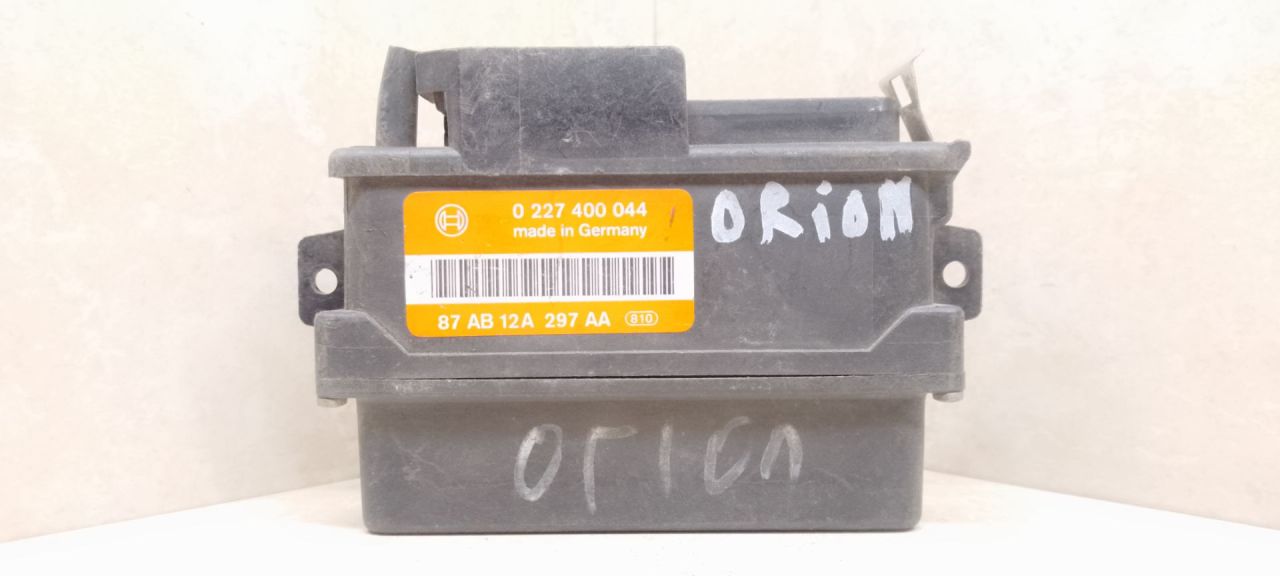 0 227 400 044
made in Germany
ORiON
87 AB 12A 297 AA 810
Orion